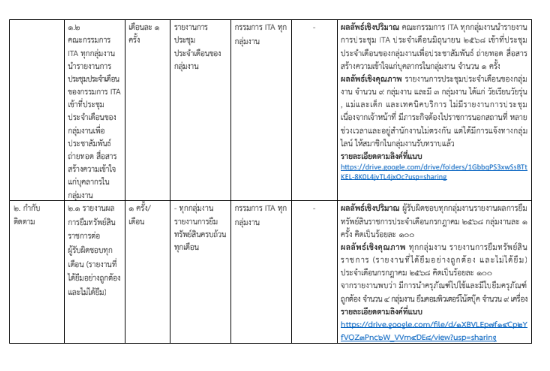 ๑.๒
คณะกรรมการ
ITA ทุกกลุ่มงาน
นำรายงานการ
ประชุมประจำเดือน
ของกรรมการ ITA
เข้าที่ประชุม
ประจำเดือนของ
กลุ่มงานเพื่อ
ประชาสัมพันธ์
ถ่ายทอด สื่อสาร
สร้างความเข้าใจ
แก่บุคลากรใน
กลุ่มงาน
เดือนละ ๑
ครั้ง
รายงานการ
ประชุม
ประจำเดือนของ
กลุ่มงาน
กรรมการ ITA ทุก
กลุ่มงาน
-
ผลลัพธ์เชิงปริมาณ คณะกรรมการ ITA ทุกกลุ่มงานนำรายงาน
การประชุม ITA ประจำเดือนมิถุนายน ๒๕๖๘ เข้าที่ประชุม
ประจำเดือนของกลุ่มงานเพื่อประชาสัมพันธ์ ถ่ายทอด สื่อสาร
สร้างความเข้าใจแก่บุคลากรในกลุ่มงาน จำนวน ๑ ครั้ง
ผลลัพธ์เชิงคุณภาพ รายงานการประชุมประจำเดือนของกลุ่ม
งาน จำนวน ๙ กลุ่มงาน และมี ๓ กลุ่มงาน ได้แก่ วัยเรียนวัยรุ่น
, แม่และเด็ก และเทคนิคบริการ ไม่มีรายงานการประชุม
เนื่องจากเจ้าหน้าที่ มีภาระกิจต้องไปราชการนอกสถานที่ หลาย
ช่วงเวลาและอยู่สำนักงานไม่ตรงกัน แต่ได้มีการแจ้งทางกลุ่ม
ไลน์ ให้สมาชิกในกลุ่มงานรับทราบแล้ว
รายละเอียดตามลิงค์ที่แนบ
๒. กำกับ
ติดตาม
๒.๑ รายงานผล
การยืมทรัพย์สิน
ราชการต่อ
ผู้รับผิดชอบทุก
เดือน (รายงานที่
ได้ยืมอย่างถูกต้อง
และไม่ได้ยืม)
๑ ครั้ง/
เดือน
- ทุกกลุ่มงาน
รายงานการยืม
ทรัพย์สินครบถ้วน
ทุกเดือน
กรรมการ ITA ทุก
กลุ่มงาน
-
ผลลัพธ์เชิงปริมาณ ผู้รับผิดชอบทุกกลุ่มงานรายงานผลการยืม
ทรัพย์สินราชการประจำเดือนกรกฎาคม ๒๕๖๘ กลุ่มงานละ ๑
ครั้ง คิดเป็นร้อยละ ๑๐๐
ผลลัพธ์เชิงคุณภาพ ทุกกลุ่มงาน รายงานการยืมทรัพย์สิน
ราชการ (รายงานที่ได้ยืมอย่างถูกต้อง และไม่ได้ยืม)
ประจำเดือนกรกฎาคม ๒๕๖๘ คิดเป็นร้อยละ ๑๐๐
จากรายงานพบว่า มีการนำครุภัณฑ์ไปใช้และมีใบยืมครุภัณฑ์
ถูกต้อง จำนวน ๔ กลุ่มงาน ยืมคอมพิวเตอร์โน้ตบุ๊ค จำนวน ๙ เครื่อง
รายละเอียดตามลิงค์ที่แนบ